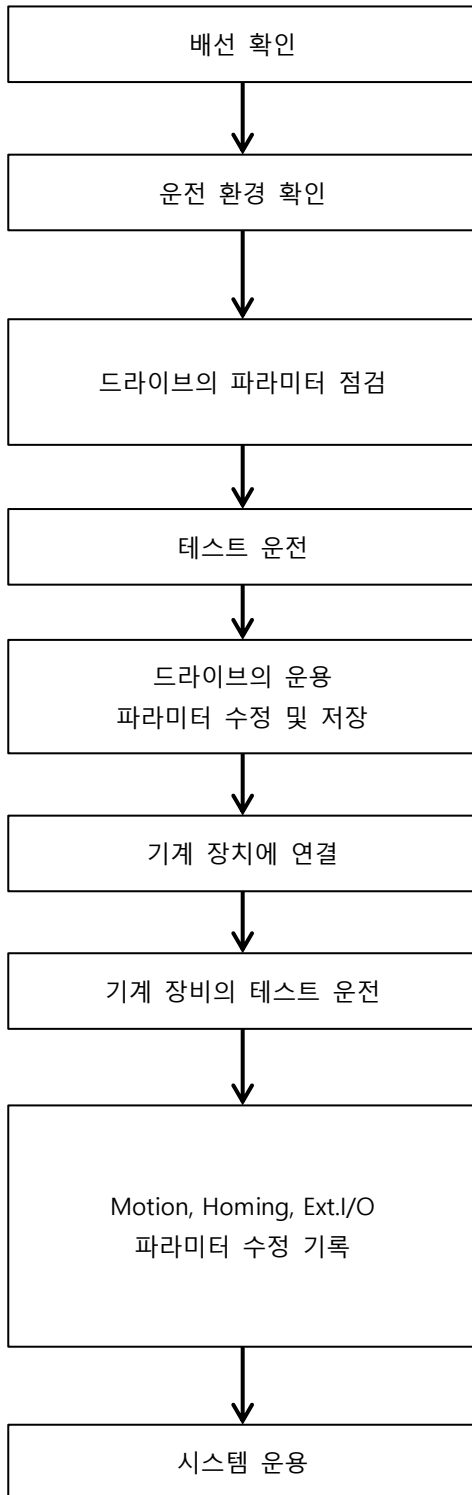 배선 확인
운전 환경 확인
드라이브의 파라미터 점검
테스트 운전
드라이브의 운용
파라미터 수정 및 저장
기계 장치에 연결
기계 장비의 테스트 운전
Motion, Homing, Ext.I/O
파라미터 수정 기록
시스템 운용